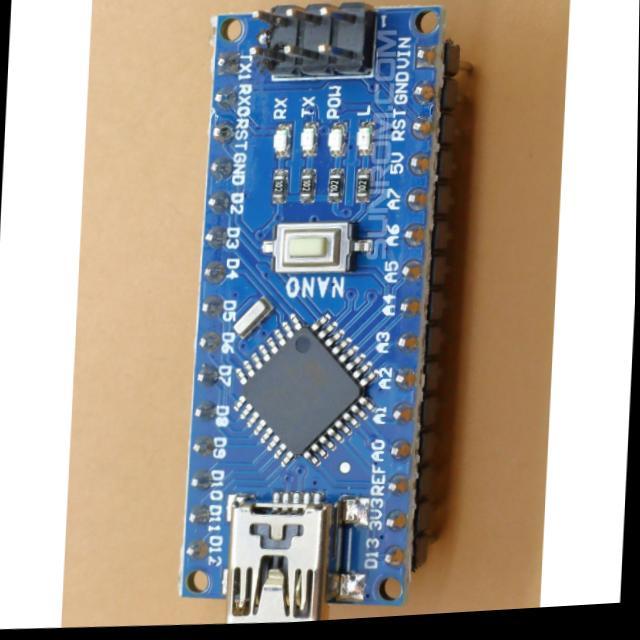 TX1
RX0
RST
GND
D2
D3
D4
D5
D6
D7
D8
D9
D10
D11
D12
RX
TX
POW
L
1
NANO
VIN
GND
RST
5V
A7
A6
A5
A4
A3
A2
A1
A0
REF
3V3
D13
SUNROM.COM